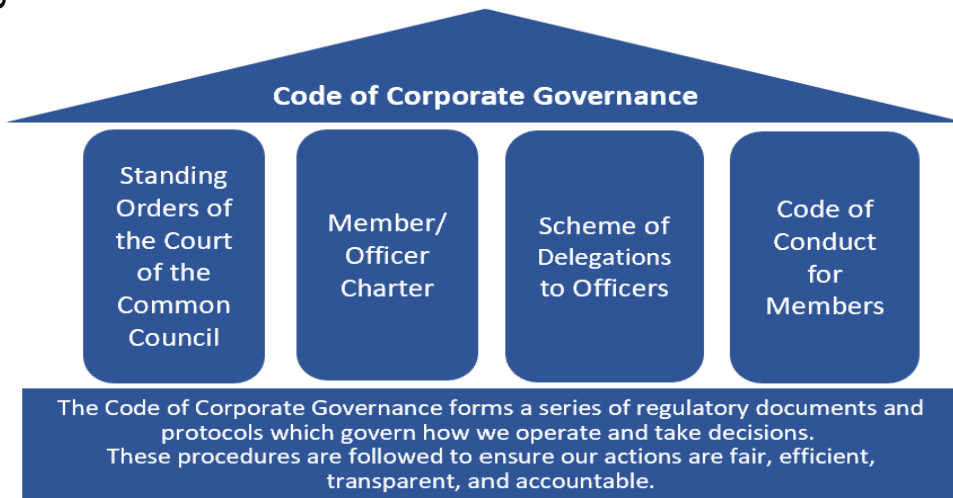 Code of Corporate Governance
Standing
Orders of
the Court
of the
Common
Council
Member/
Officer
Charter
Scheme of
Delegations
to Officers
Code of
Conduct
for
Members
The Code of Corporate Governance forms a series of regulatory documents and
protocols which govern how we operate and take decisions.
These procedures are followed to ensure our actions are fair, efficient,
transparent, and accountable.